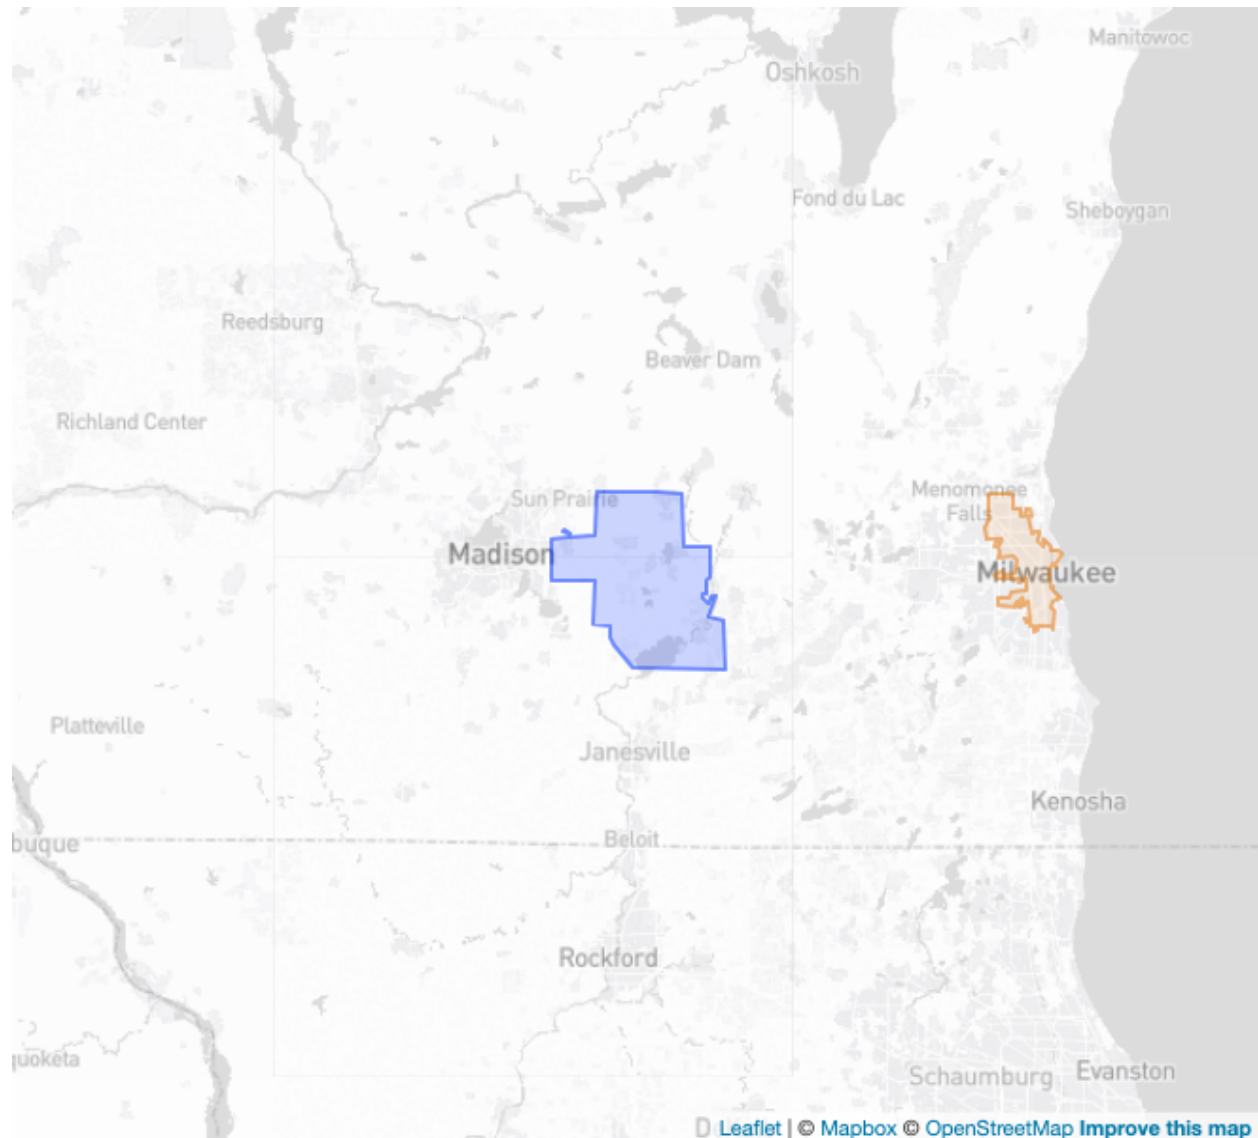 Manitowoc
Oshkosh
Fond du Lac
Sheboygan
Reedsburg
Beaver Dam
Richland Center
Sun Prairie
Menomonee
Falls
Madison
Milwaukee
Platteville
Janesville
Kenosha
Beloit
buque
Rockford
quoketa
Schaumburg
Evanston
Leaflet | © Mapbox © OpenStreetMap Improve this map